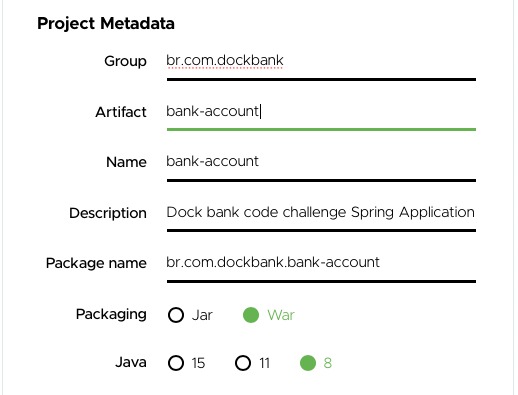 Project Metadata
Group br.com.dockbank
Artifact bank-account
Name bank-account
Description Dock bank code challenge Spring Application
Package name br.com.dockbank.bank-account
Packaging Jar War
Java 15 11 8